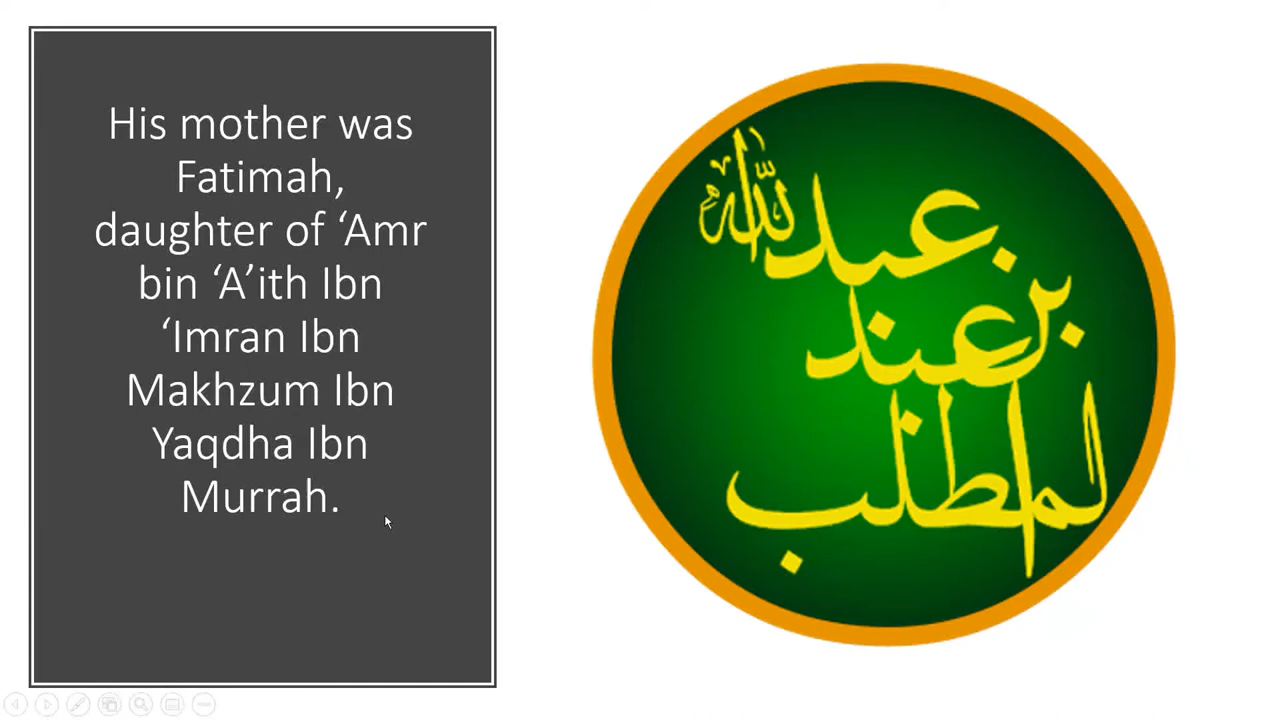 His mother was
Fatimah,
daughter of ‘Amr
bin ‘A’ith Ibn
‘Imran Ibn
Makhzum Ibn
Yaqdha Ibn
Murrah.
عبد الله
بن عبد
المطلب